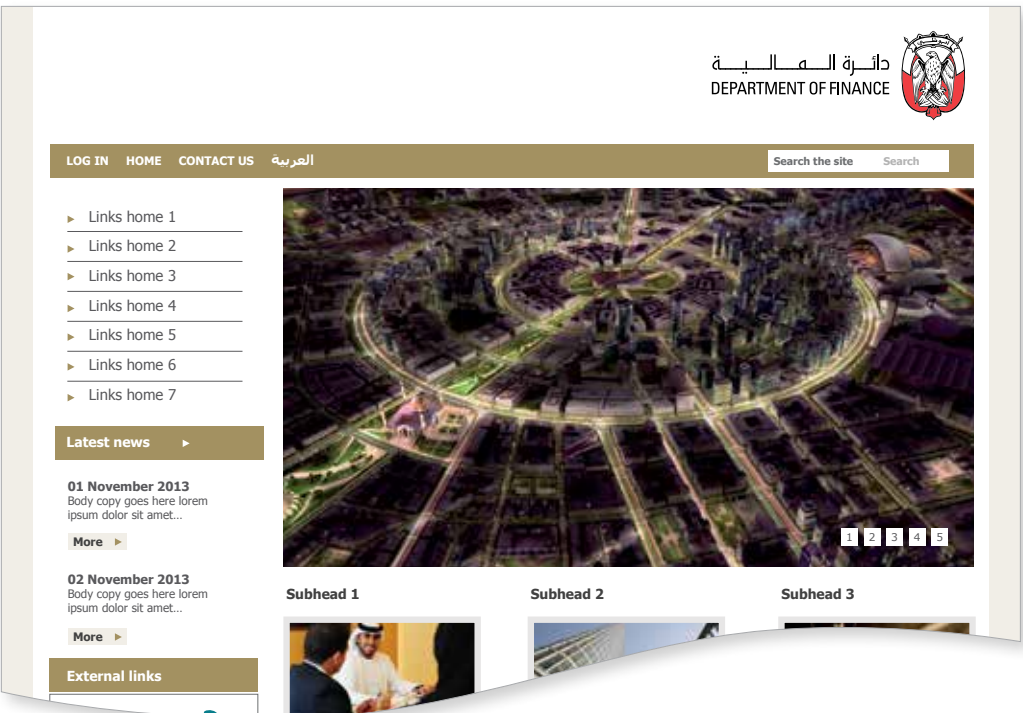 دائرة المالية
DEPARTMENT OF FINANCE
LOG IN HOME CONTACT US العربية
Search the site Search
Links home 1
Links home 2
Links home 3
Links home 4
Links home 5
Links home 6
Links home 7
Latest news
01 November 2013
Body copy goes here lorem
ipsum dolor sit amet...
More
02 November 2013
Body copy goes here lorem
ipsum dolor sit amet...
More
External links
1 2 3 4 5
Subhead 1 Subhead 2 Subhead 3